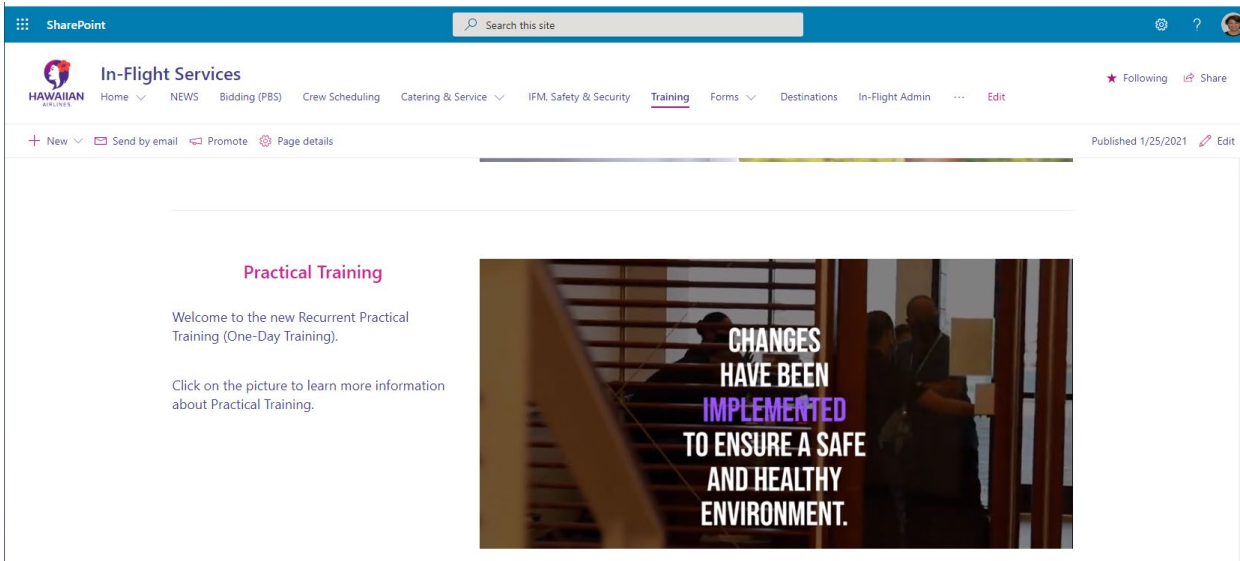 SharePoint
Search this site
?
In-Flight Services
Following
Share
HAWAIIAN
AIRLINES
Home
NEWS
Bidding (PBS)
Crew Scheduling
Catering & Service
IFM, Safety & Security
Training
Forms
Destinations
In-Flight Admin
···
Edit
+ New
Send by email
Promote
Page details
Published 1/25/2021
Edit
Practical Training
Welcome to the new Recurrent Practical
Training (One-Day Training).
Click on the picture to learn more information
about Practical Training.
CHANGES
HAVE BEEN
IMPLEMENTED
TO ENSURE A SAFE
AND HEALTHY
ENVIRONMENT.